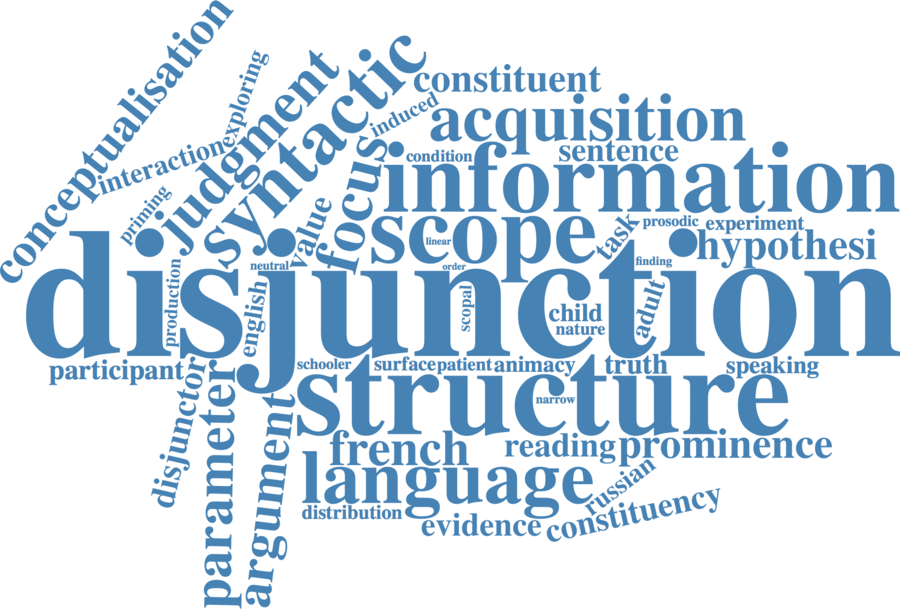 conceptualisation
exploring
interaction
judgment
syntactic
constituent
induced
acquisition
priming
condition
sentence
information
focus
value
scope
linear
task
prosodic
experiment
hypothesi
disjunction
neutral
order
finding
production
english
scopal
child
nature
adult
participant
schooler
surface
patient
animacy
truth
speaking
structure
narrow
disjunctor
parameter
argument
french
reading
prominence
language
russian
distribution
evidence
constituency